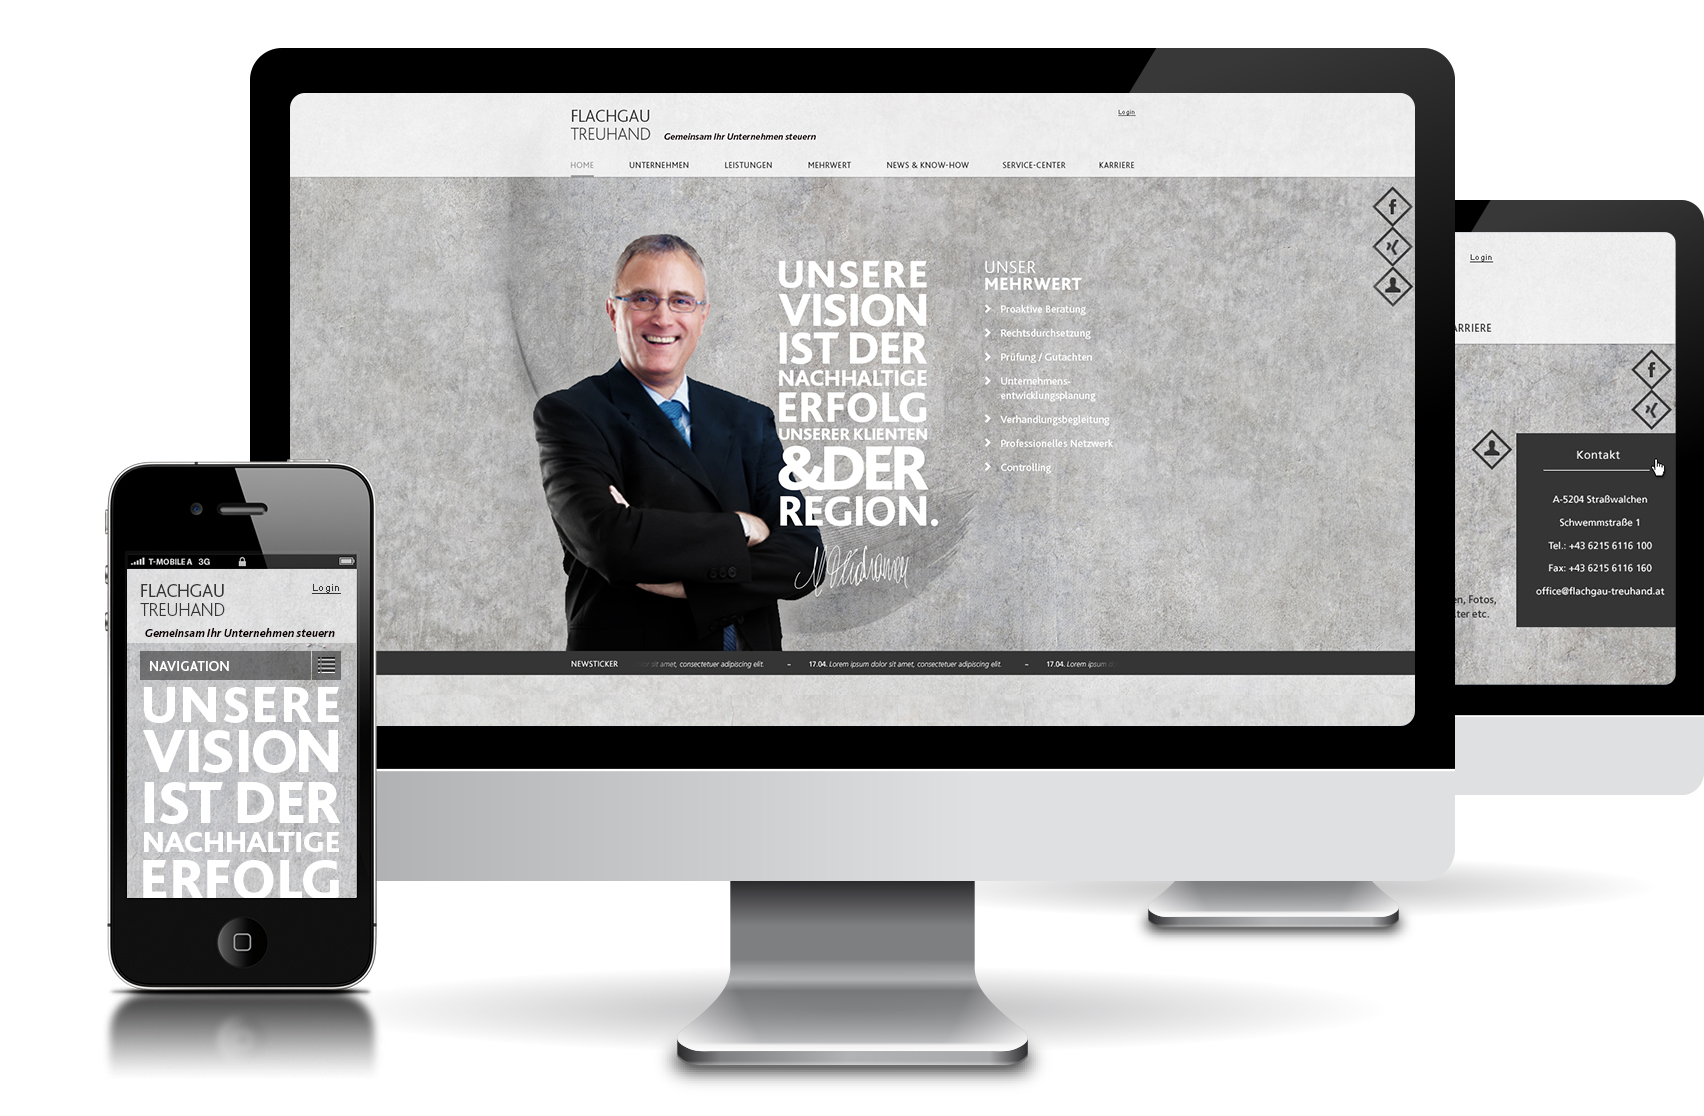 FLACHGAU
TREUHAND
Gemeinsam Ihr Unternehmen steuern
Login
HOME UNTERNEHMEN LEISTUNGEN MEHRWERT NEWS & KNOW-HOW SERVICE-CENTER KARRIERE
UNSERE
VISION
IST DER
NACHHALTIGE
ERFOLG
UNSERER KLIENTEN
&DER
REGION.
UNSER
MEHRWERT
Proaktive Beratung
Rechtsdurchsetzung
Prüfung / Gutachten
Unternehmens-
entwicklungsplanung
Verhandlungsbegleitung
Professionelles Netzwerk
Controlling
NEWSTICKER or sit amet, consectetuer adipiscing elit. – 17.04. Lorem ipsum dolor sit amet, consectetuer adipiscing elit. – 17.04. Lorem ipsum do
Login
ARRIERE
Kontakt
A-5204 Straßwalchen
Schwemmstraße 1
Tel.: +43 6215 6116 100
Fax: +43 6215 6116 160
office@flachgau-treuhand.at
en, Fotos,
ter etc.
T-MOBILE A 3G
FLACHGAU
TREUHAND
Login
Gemeinsam Ihr Unternehmen steuern
NAVIGATION
UNSERE
VISION
IST DER
NACHHALTIGE
ERFOLG